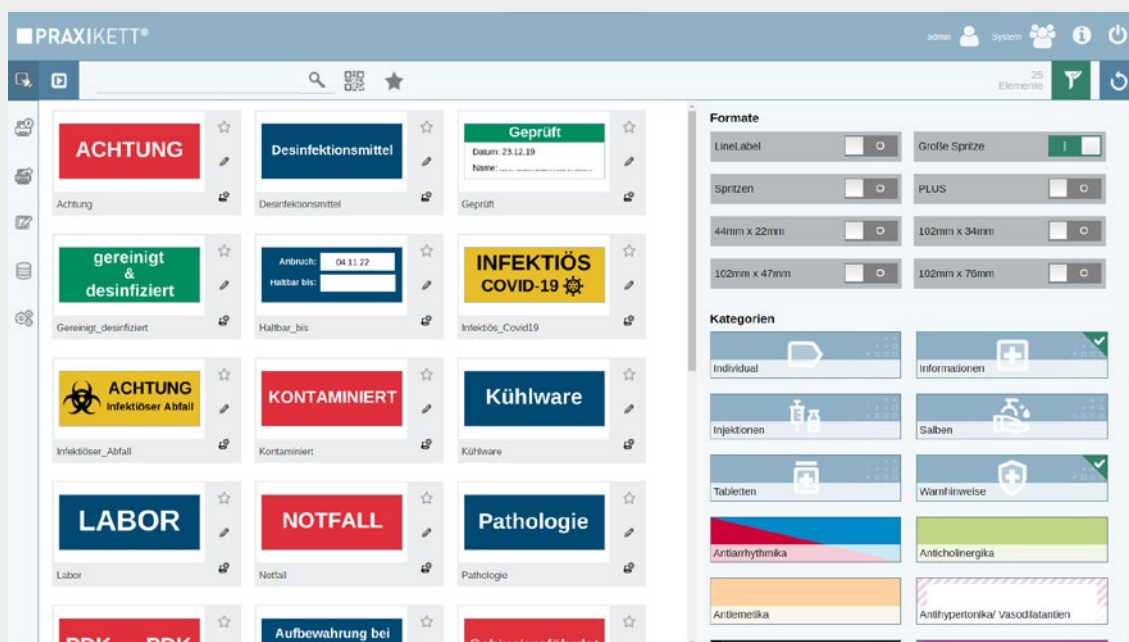 PRAXIKETT®
admin
System
25
Elemente
ACHTUNG
Achtung
Desinfektionsmittel
Desinfektionsmittel
Geprüft
Datum: 23.12.19
Name:
Geprüft
gereinigt
&
desinfiziert
Gereinigt_desinfiziert
Anbruch: 04.11.22
Haltbar bis:
Haltbar_bis
INFEKTIÖS
COVID-19
Infektiös_Covid19
ACHTUNG
Infektiöser Abfall
Infektiöser_Abfall
KONTAMINIERT
Kontaminiert
Kühlware
Kühlware
LABOR
Labor
NOTFALL
Notfall
Pathologie
Pathologie
Aufbewahrung bei
Formate
LineLabel
Große Spritze
Spritzen
PLUS
44mm x 22mm
102mm x 34mm
102mm x 47mm
102mm x 76mm
Kategorien
Individual
Informationen
Injektionen
Salben
Tabletten
Warnhinweise
Antiarrhythmika
Anticholinergika
Antiemetika
Antihypertonika/ Vasodilatantien